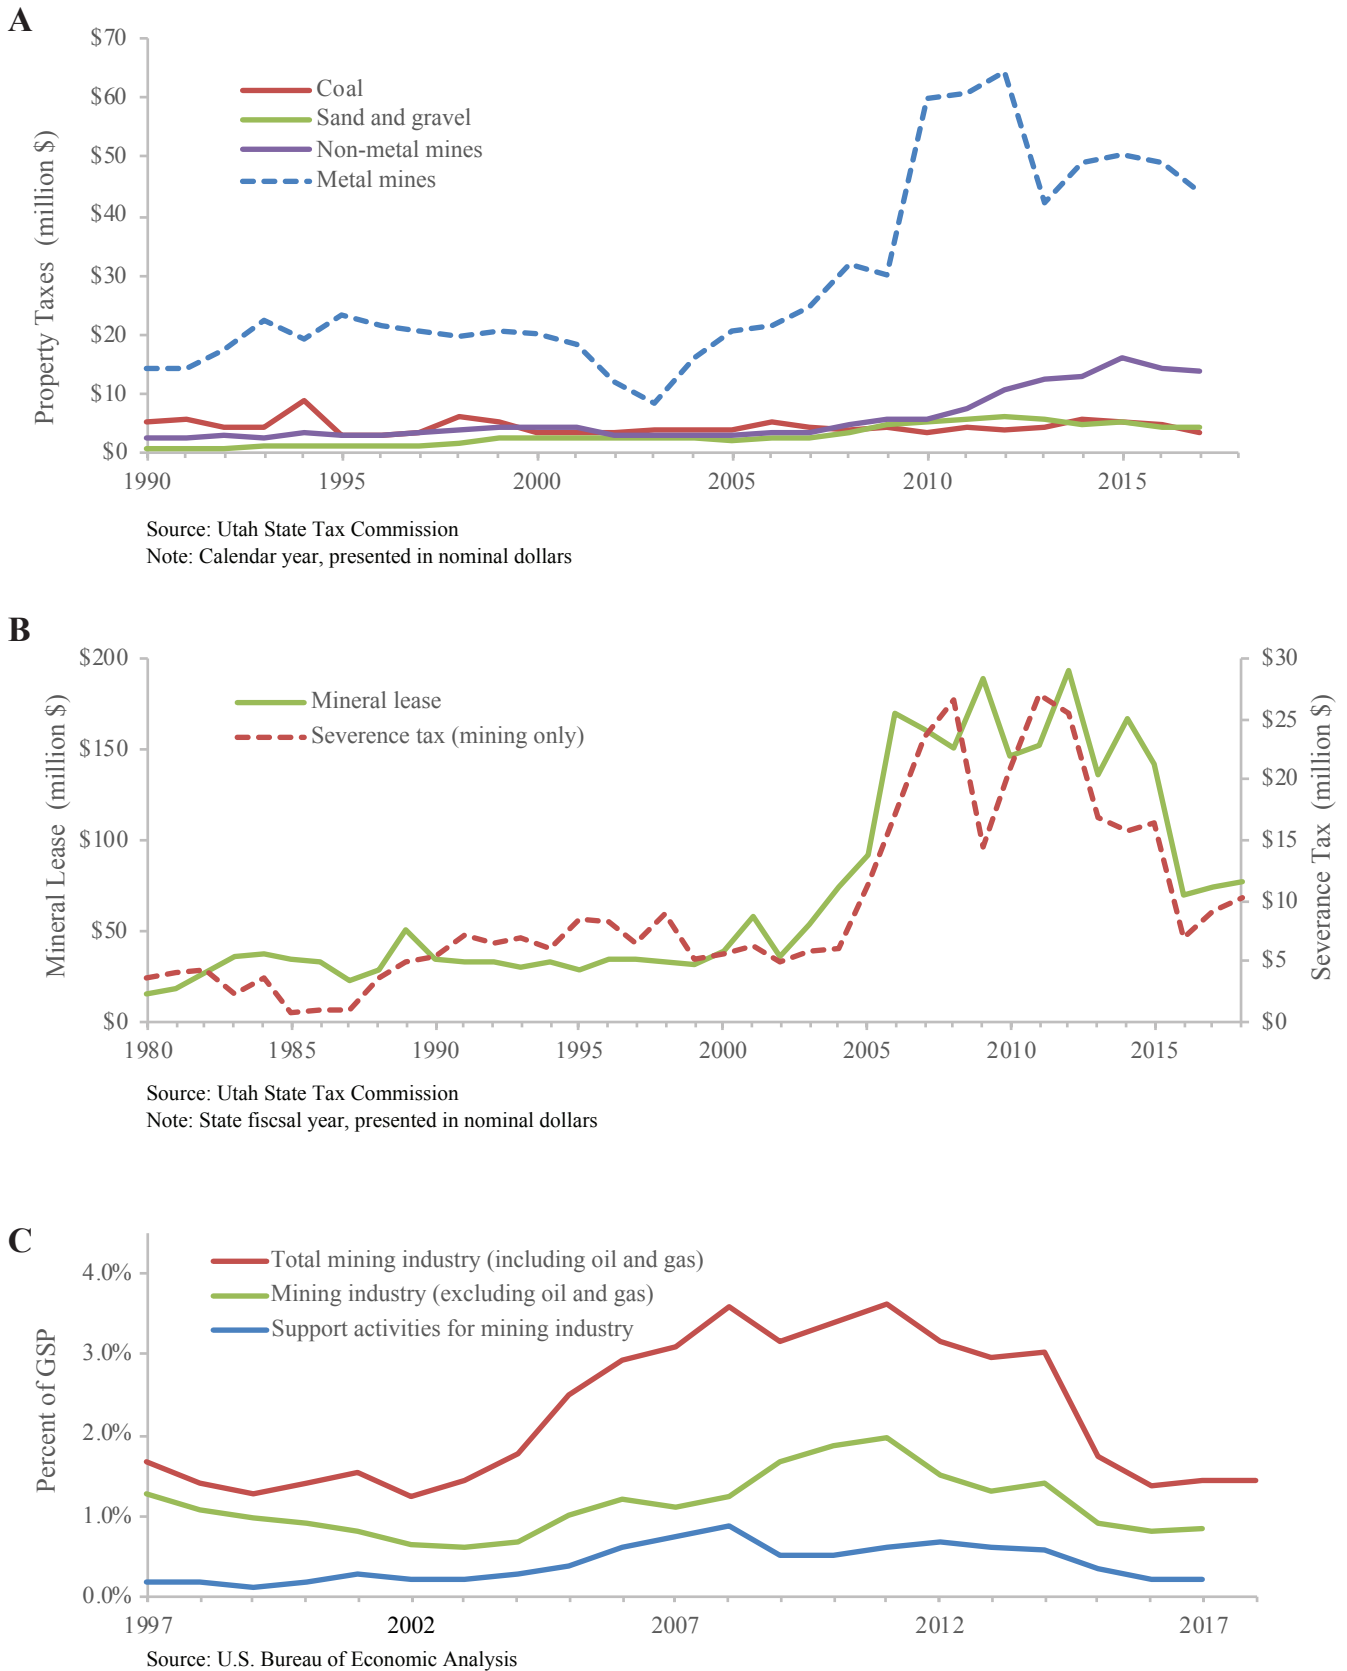 A
$70
$60
$50
$40
$30
$20
$10
$0
Property Taxes (million $)
Coal
Sand and gravel
Non-metal mines
Metal mines
1990 1995 2000 2005 2010 2015
Source: Utah State Tax Commission
Note: Calendar year, presented in nominal dollars
B
$200
$150
$100
$50
$0
Mineral Lease (million $)
Mineral lease
Severence tax (mining only)
$30
$25
$20
$15
$10
$5
$0
Severance Tax (million $)
1980 1985 1990 1995 2000 2005 2010 2015
Source: Utah State Tax Commission
Note: State fiscsal year, presented in nominal dollars
C
4.0%
3.0%
2.0%
1.0%
0.0%
Percent of GSP
Total mining industry (including oil and gas)
Mining industry (excluding oil and gas)
Support activities for mining industry
1997 2002 2007 2012 2017
Source: U.S. Bureau of Economic Analysis